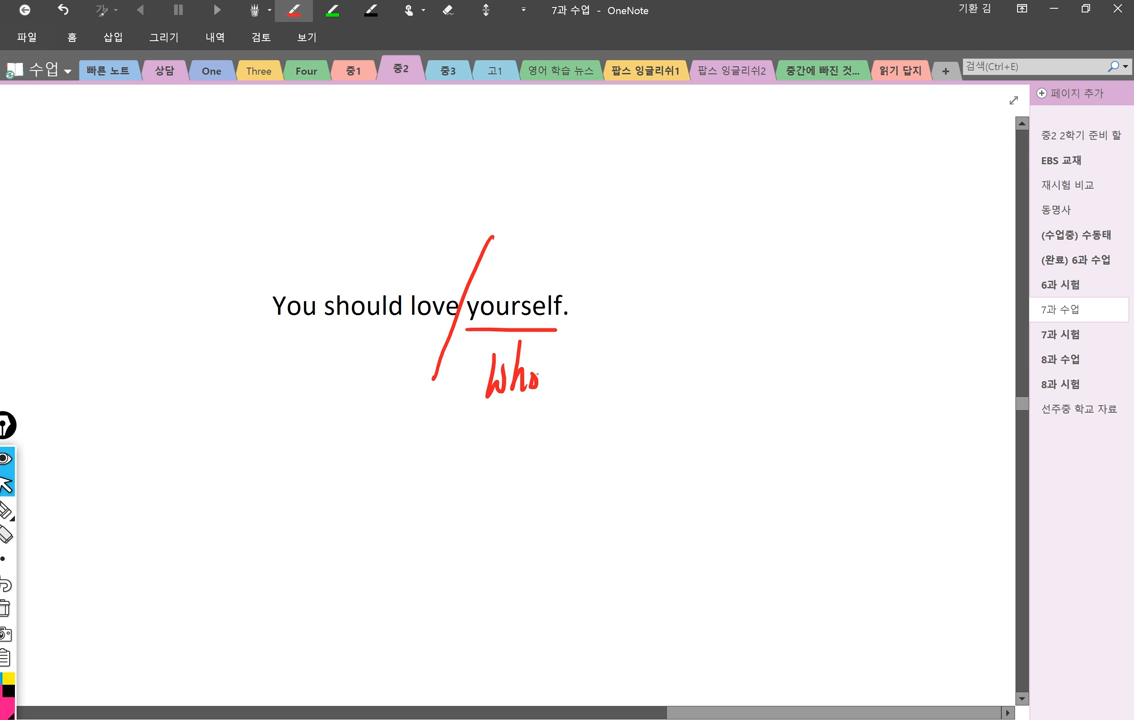 7과 수업 - OneNote
기환 김
파일 홈 삽입 그리기 내역 검토 보기
수업 빠른 노트 상담 One Three Four 중1 중2 중3 고1 영어 학습 뉴스 팝스 잉글리쉬1 팝스 잉글리쉬2 중간에 빠진 것... 읽기 답지 + 검색(Ctrl+E)
페이지 추가
중2 2학기 준비 할
EBS 교재
재시험 비교
동명사
(수업중) 수동태
(완료) 6과 수업
6과 시험
7과 수업
7과 시험
8과 수업
8과 시험
선주중 학교 자료
You should love yourself.
who